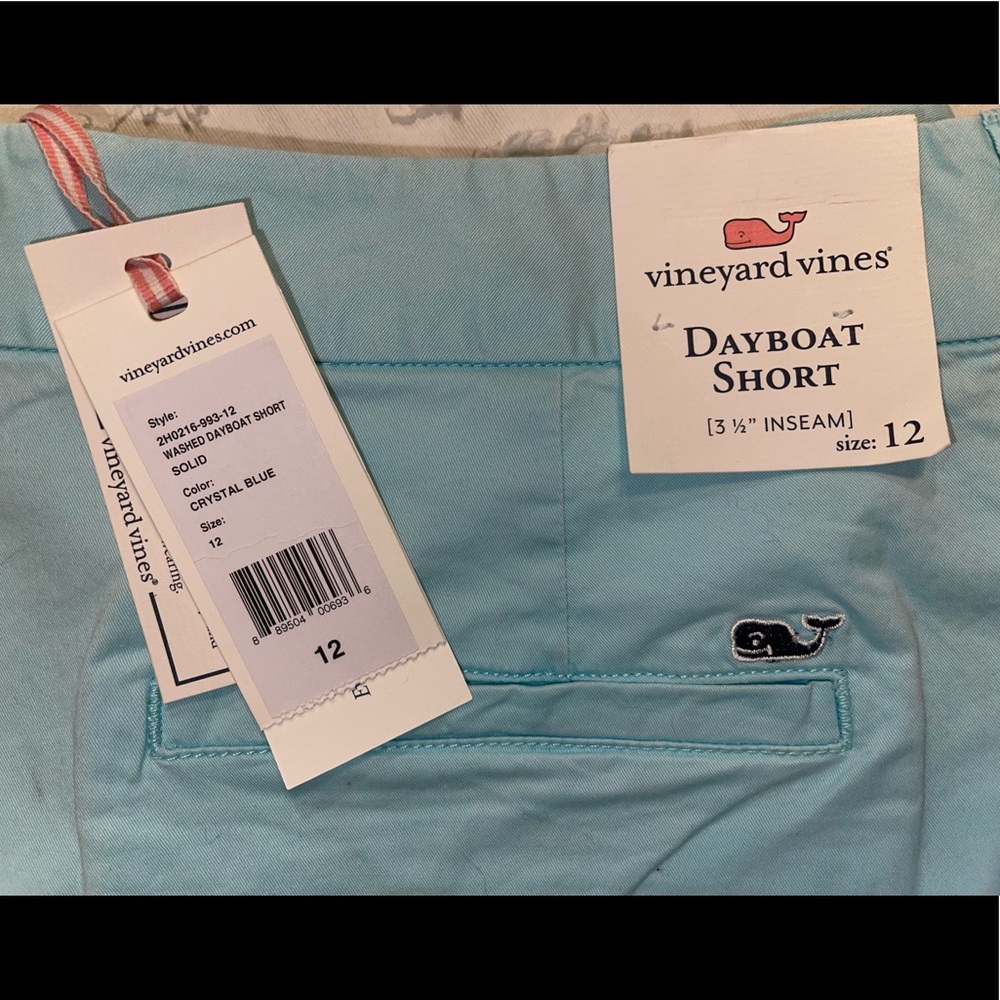 vineyardvines.com
Style:
2H0216-993-12
WASHED DAYBOAT SHORT
SOLID
Color:
CRYSTAL BLUE
Size:
12
8 89504 00693 6
12
vineyard vines®
wearing
vineyard vines®
DAYBOAT
SHORT
[3 ½" INSEAM]
size: 12